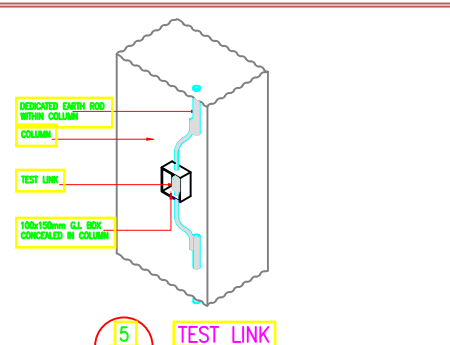 DEDICATED EARTH ROD
WITHIN COLUMN
COLUMN
TEST LINK
100x150mm G.I. BOX
CONCEALED IN COLUMN
5
TEST LINK